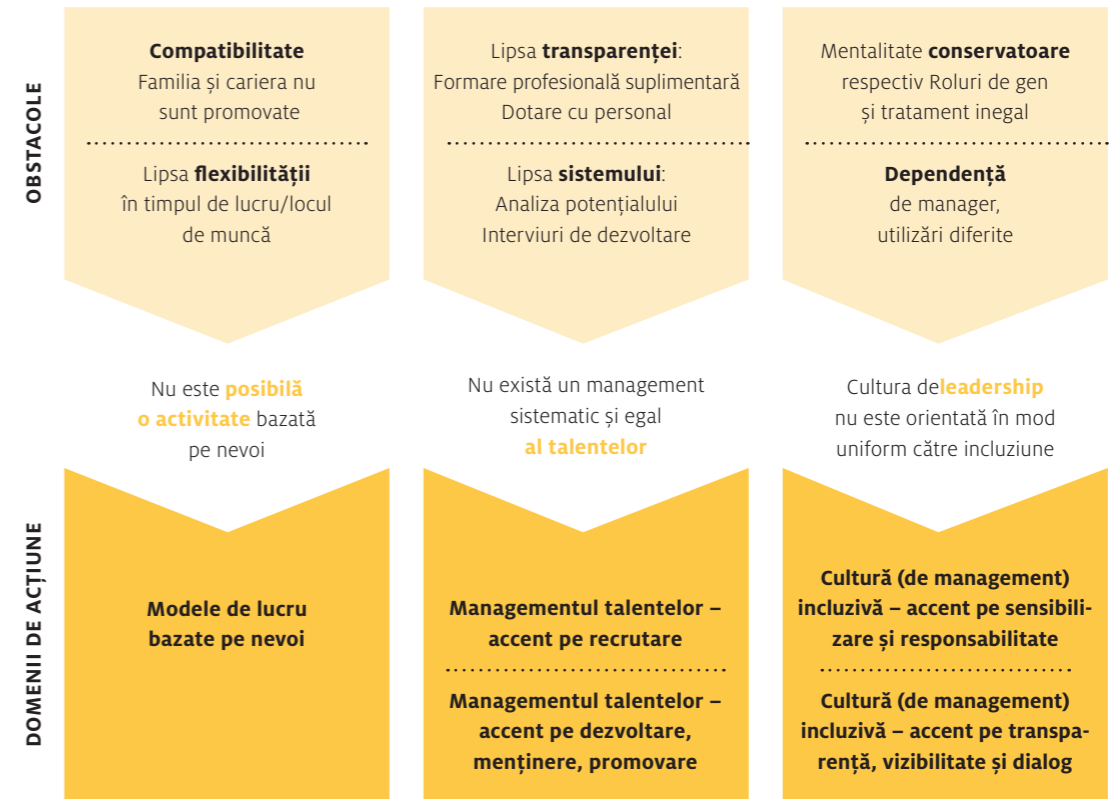 OBSTACOLE
Compatibilitate
Familia și cariera nu
sunt promovate
Lipsa flexibilității
în timpul de lucru/locul
de muncă
Lipsa transparenței:
Formare profesională suplimentară
Dotare cu personal
Lipsa sistemului:
Analiza potențialului
Interviuri de dezvoltare
Mentalitate conservatoare
respectiv Roluri de gen
și tratament inegal
Dependență
de manager,
utilizări diferite
Nu este posibilă
o activitate bazată
pe nevoi
Nu există un management
sistematic și egal
al talentelor
Cultura deleadership
nu este orientată în mod
uniform către incluziune
DOMENII DE ACȚIUNE
Modele de lucru
bazate pe nevoi
Managementul talentelor –
accent pe recrutare
Managementul talentelor –
accent pe dezvoltare,
menținere, promovare
Cultură (de management)
incluzivă – accent pe sensibili-
zare și responsabilitate
Cultură (de management)
incluzivă – accent pe transpa-
rență, vizibilitate și dialog